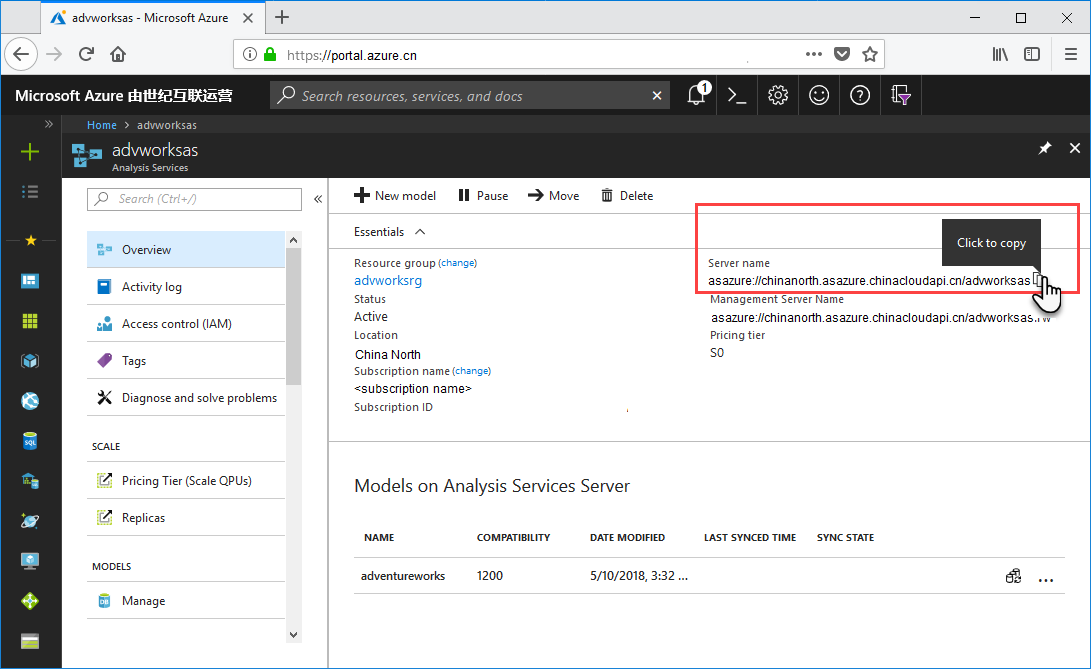 advworksas - Microsoft Azure
https://portal.azure.cn
Microsoft Azure 由世纪互联运营
Search resources, services, and docs
1
Home > advworksas
advworksas
Analysis Services
Search (Ctrl+/)
Overview
Activity log
Access control (IAM)
Tags
Diagnose and solve problems
SCALE
Pricing Tier (Scale QPUs)
Replicas
MODELS
Manage
New model Pause Move Delete
Essentials
Resource group (change)
advworksrg
Status
Active
Location
China North
Subscription name (change)
<subscription name>
Subscription ID
Click to copy
Server name
asazure://chinanorth.asazure.chinacloudapi.cn/advworksas
Management Server Name
asazure://chinanorth.asazure.chinacloudapi.cn/advworksas:rw
Pricing tier
S0
Models on Analysis Services Server
NAME COMPATIBILITY DATE MODIFIED LAST SYNCED TIME SYNC STATE
adventureworks 1200 5/10/2018, 3:32 ...
SQL